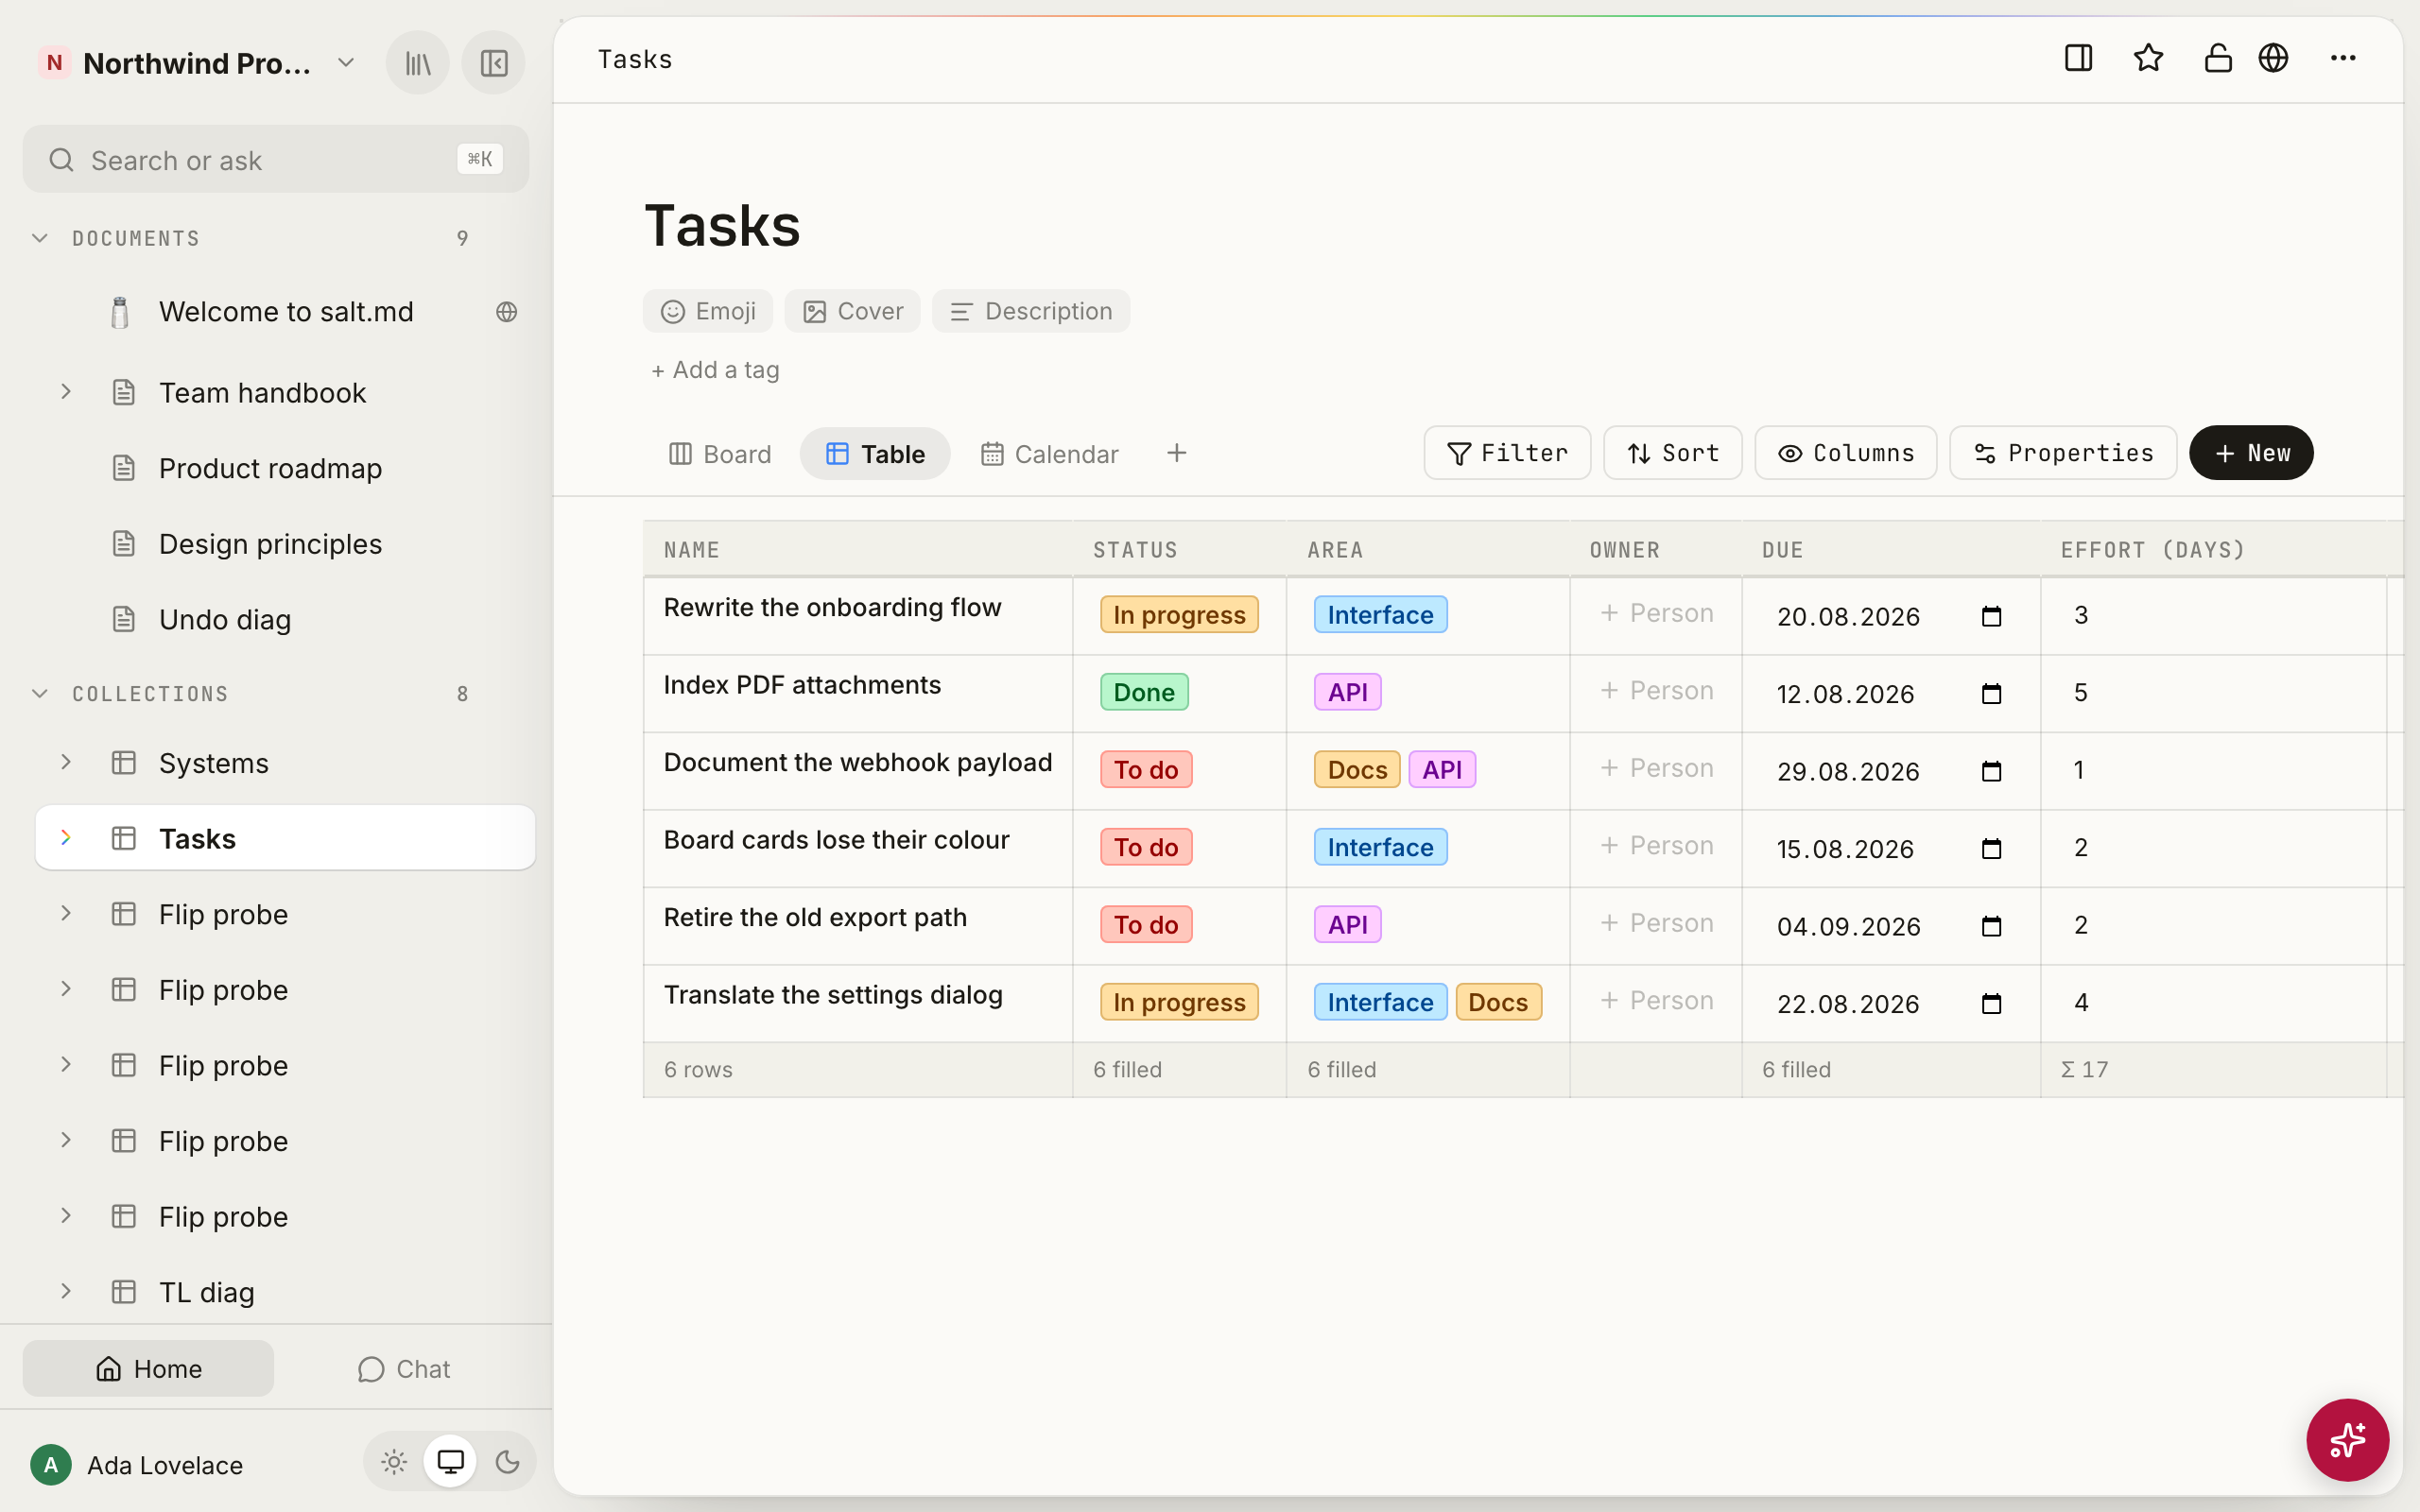 N Northwind Pro...
Search or ask ⌘K
DOCUMENTS 9
Welcome to salt.md
Team handbook
Product roadmap
Design principles
Undo diag
COLLECTIONS 8
Systems
Tasks
Flip probe
Flip probe
Flip probe
Flip probe
Flip probe
TL diag
Home Chat
A Ada Lovelace
Tasks
Tasks
Emoji Cover Description
+ Add a tag
Board Table Calendar +
Filter Sort Columns Properties + New
NAME STATUS AREA OWNER DUE EFFORT (DAYS)
Rewrite the onboarding flow In progress Interface + Person 20.08.2026 3
Index PDF attachments Done API + Person 12.08.2026 5
Document the webhook payload To do Docs API + Person 29.08.2026 1
Board cards lose their colour To do Interface + Person 15.08.2026 2
Retire the old export path To do API + Person 04.09.2026 2
Translate the settings dialog In progress Interface Docs + Person 22.08.2026 4
6 rows 6 filled 6 filled 6 filled Σ 17